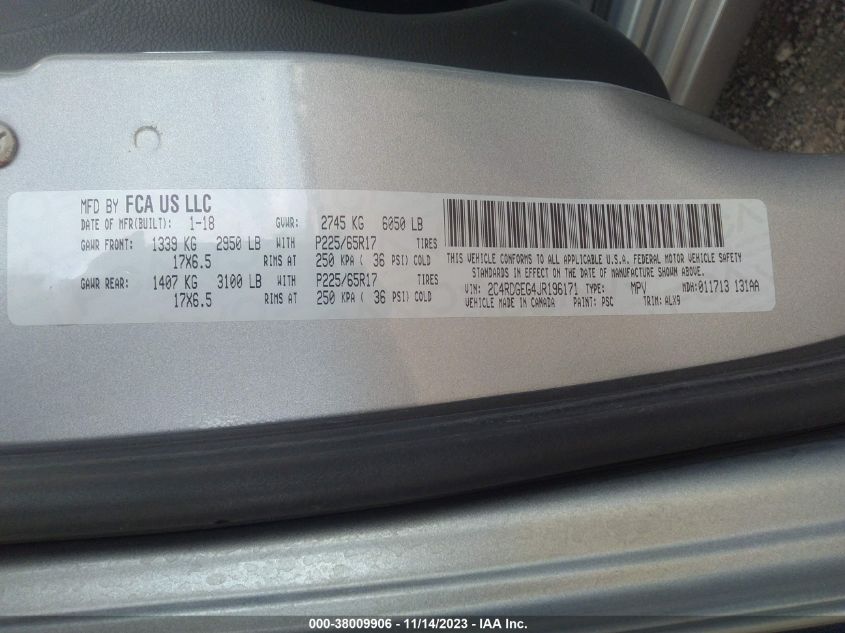 MFD BY FCA US LLC
DATE OF MFR(BUILT): 1-18 GVWR: 2745 KG 6050 LB
GAWR FRONT: 1339 KG 2950 LB WITH P225/65R17 TIRES
17X6.5 RIMS AT 250 KPA ( 36 PSI) COLD
GAWR REAR: 1407 KG 3100 LB WITH P225/65R17 TIRES
17X6.5 RIMS AT 250 KPA ( 36 PSI) COLD
THIS VEHICLE CONFORMS TO ALL APPLICABLE U.S.A. FEDERAL MOTOR VEHICLE SAFETY
STANDARDS IN EFFECT ON THE DATE OF MANUFACTURE SHOWN ABOVE.
VIN: 2C4RDGEG4JR196171 TYPE: MPV MDH:011713 131AA
VEHICLE MADE IN CANADA PAINT: PSC TRIM: ALX9
000-38009906 - 11/14/2023 - IAA Inc.